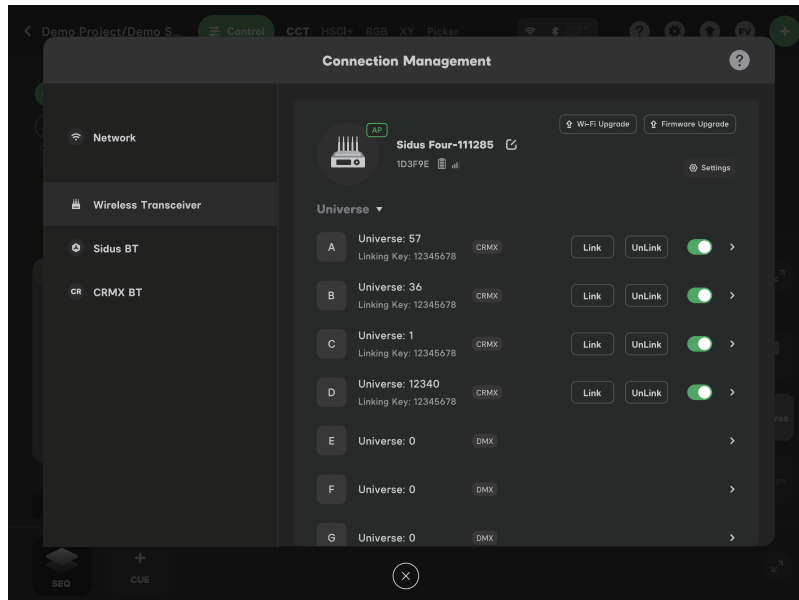 Demo Project/Demo S...
Control
CCT HSCI+ RGB XY Picker
FV
Connection Management
?
Network
Wireless Transceiver
Sidus BT
CR CRMX BT
AP
Sidus Four-111285
1D3F9E
Wi-Fi Upgrade
Firmware Upgrade
Settings
Universe
A Universe: 57 CRMX Link UnLink
Linking Key: 12345678
B Universe: 36 CRMX Link UnLink
Linking Key: 12345678
C Universe: 1 CRMX Link UnLink
Linking Key: 12345678
D Universe: 12340 CRMX Link UnLink
Linking Key: 12345678
E Universe: 0 DMX
F Universe: 0 DMX
G Universe: 0 DMX
SEQ
CUE